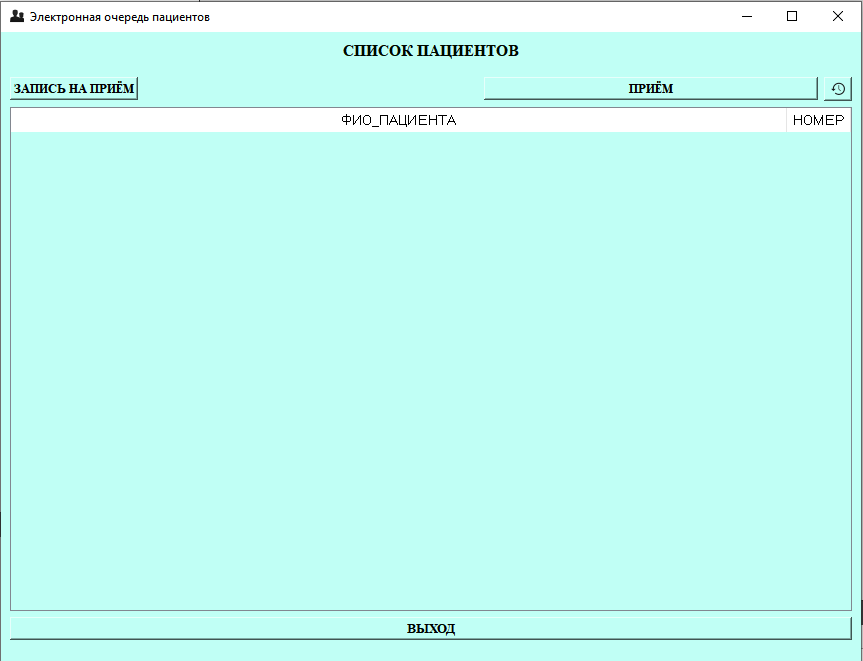 Электронная очередь пациентов
СПИСОК ПАЦИЕНТОВ
ЗАПИСЬ НА ПРИЁМ ПРИЁМ
ФИО_ПАЦИЕНТА НОМЕР
ВЫХОД